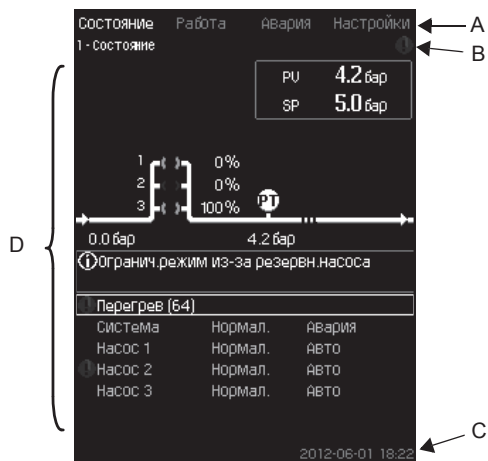 Состояние Работа Авария Настройки A
1 - Состояние B
PV 4.2 бар
SP 5.0 бар
1 0%
2 0%
3 100% PT
D
0.0 бар 4.2 бар
Огранич.режим из-за резервн.насоса
Перегрев (64)
Система Нормал. Авария
Насос 1 Нормал. Авто
Насос 2 Нормал. Авто
Насос 3 Нормал. Авто
C
2012-06-01 18:22